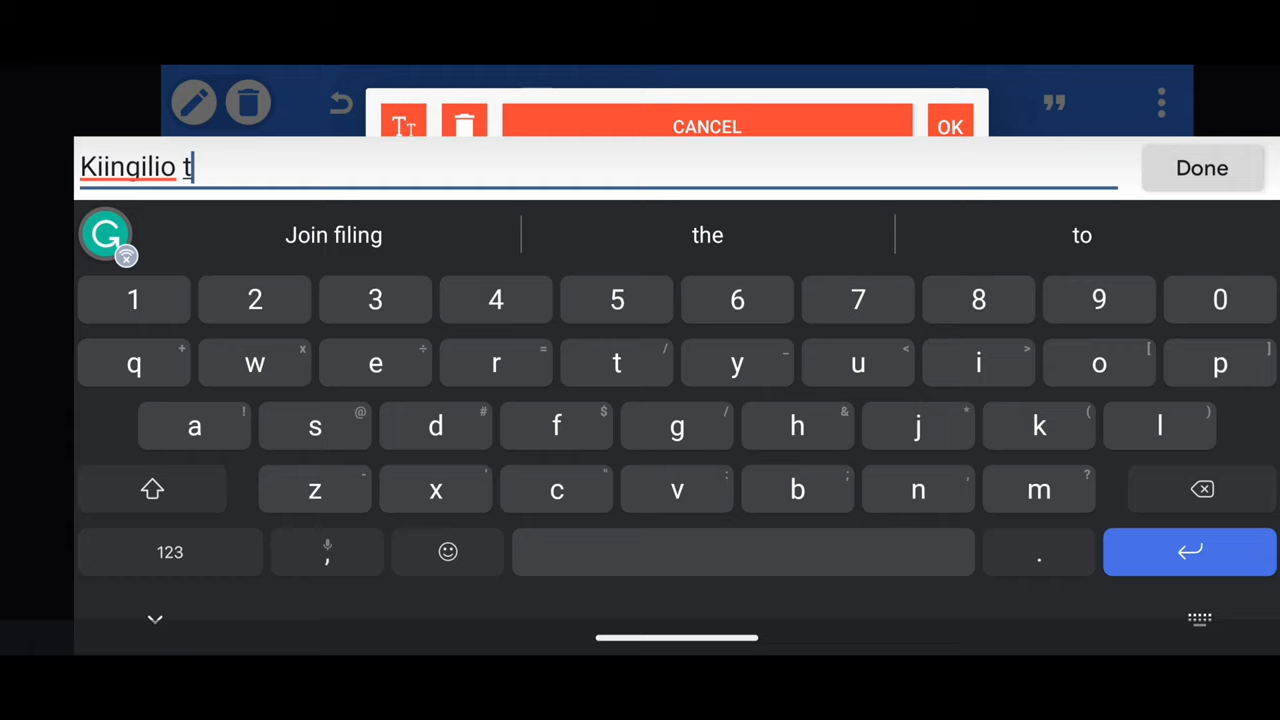 Tт
CANCEL
OK
Kiingilio t
Done
Join filing
the
to
1 2 3 4 5 6 7 8 9 0
q + w x e ÷ r = t / y _ u < i > o [ p ]
a ! s @ d # f $ g / h & j * k ( l )
z - x ' c " v : b ; n , m ?
123 , .